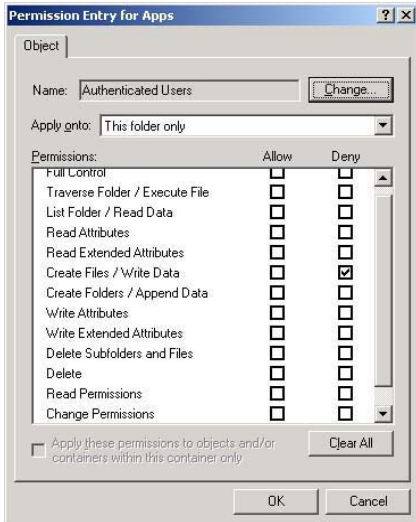 Permission Entry for Apps
Object
Name: Authenticated Users Change...
Apply onto: This folder only
Permissions: Allow Deny
Full Control
Traverse Folder / Execute File
List Folder / Read Data
Read Attributes
Read Extended Attributes
Create Files / Write Data
Create Folders / Append Data
Write Attributes
Write Extended Attributes
Delete Subfolders and Files
Delete
Read Permissions
Change Permissions
Apply these permissions to objects and/or
containers within this container only
Clear All
OK Cancel